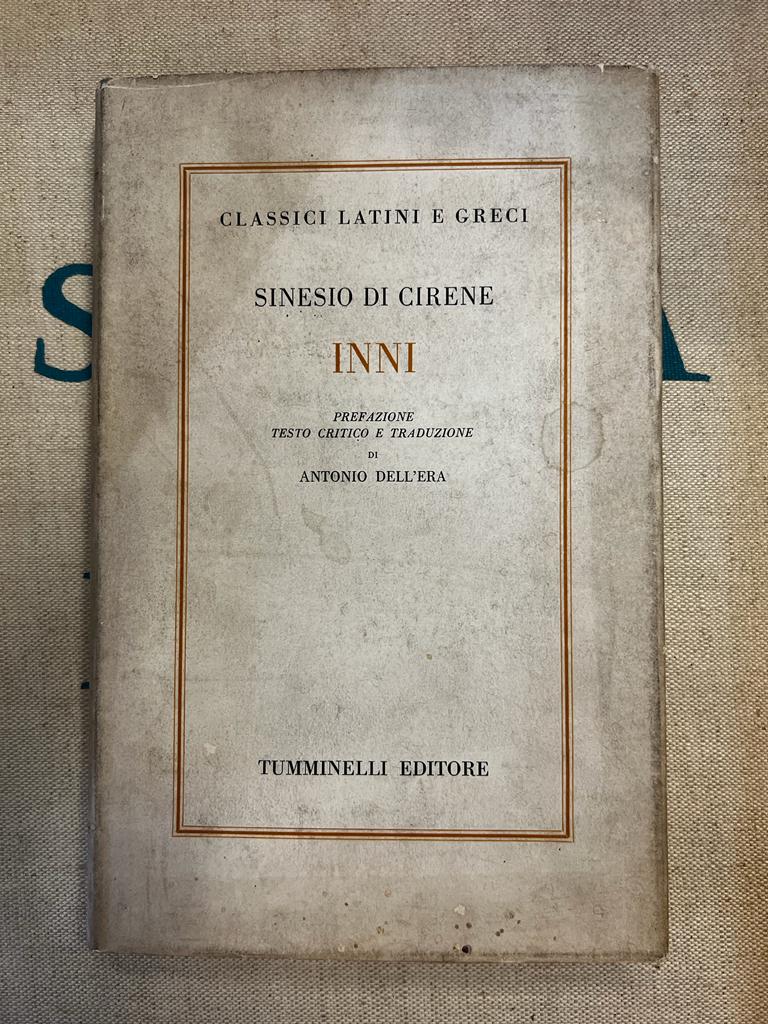 CLASSICI LATINI E GRECI
SINESIO DI CIRENE
INNI
PREFAZIONE
TESTO CRITICO E TRADUZIONE
DI
ANTONIO DELL'ERA
TUMMINELLI EDITORE